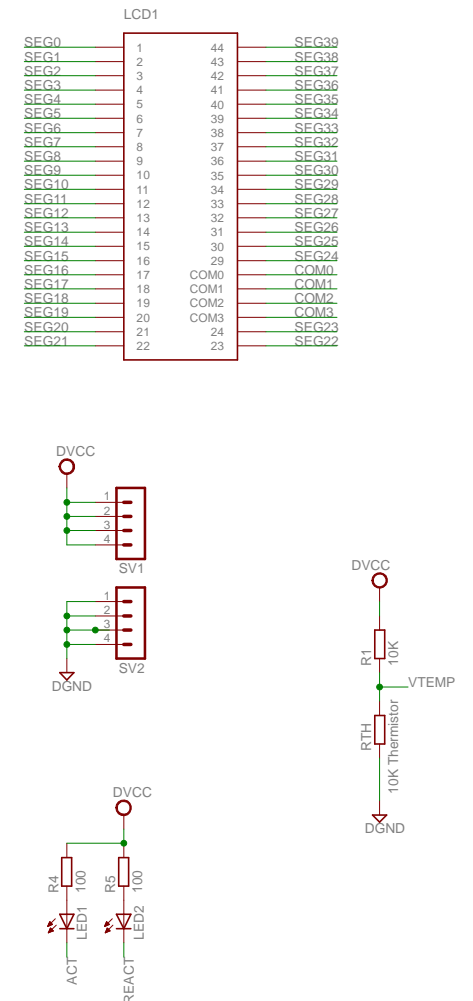 LCD1
SEG0 1 44 SEG39
SEG1 2 43 SEG38
SEG2 3 42 SEG37
SEG3 4 41 SEG36
SEG4 5 40 SEG35
SEG5 6 39 SEG34
SEG6 7 38 SEG33
SEG7 8 37 SEG32
SEG8 9 36 SEG31
SEG9 10 35 SEG30
SEG10 11 34 SEG29
SEG11 12 33 SEG28
SEG12 13 32 SEG27
SEG13 14 31 SEG26
SEG14 15 30 SEG25
SEG15 16 29 SEG24
SEG16 17 COM0 COM0
SEG17 18 COM1 COM1
SEG18 19 COM2 COM2
SEG19 20 COM3 COM3
SEG20 21 24 SEG23
SEG21 22 23 SEG22
DVCC
1
2
3
4
SV1
1
2
3
4
SV2
DGND
DVCC
R1
10K
VTEMP
RTH
10K Thermistor
DGND
DVCC
R4
100
R5
100
LED1
LED2
ACT
REACT